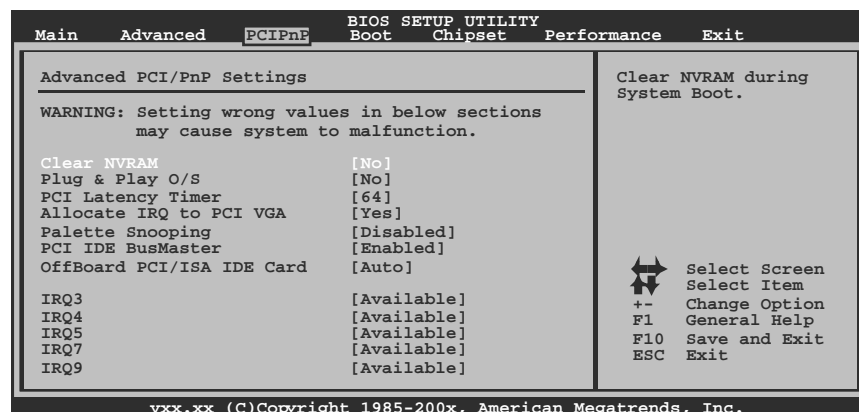 BIOS SETUP UTILITY
Main Advanced PCIPnP Boot Chipset Performance Exit
Advanced PCI/PnP Settings
WARNING: Setting wrong values in below sections
may cause system to malfunction.
Clear NVRAM [No]
Plug & Play O/S [No]
PCI Latency Timer [64]
Allocate IRQ to PCI VGA [Yes]
Palette Snooping [Disabled]
PCI IDE BusMaster [Enabled]
OffBoard PCI/ISA IDE Card [Auto]
IRQ3 [Available]
IRQ4 [Available]
IRQ5 [Available]
IRQ7 [Available]
IRQ9 [Available]
Clear NVRAM during
System Boot.
Select Screen
Select Item
+- Change Option
F1 General Help
F10 Save and Exit
ESC Exit
vxx.xx (C)Copyright 1985-200x, American Megatrends, Inc.